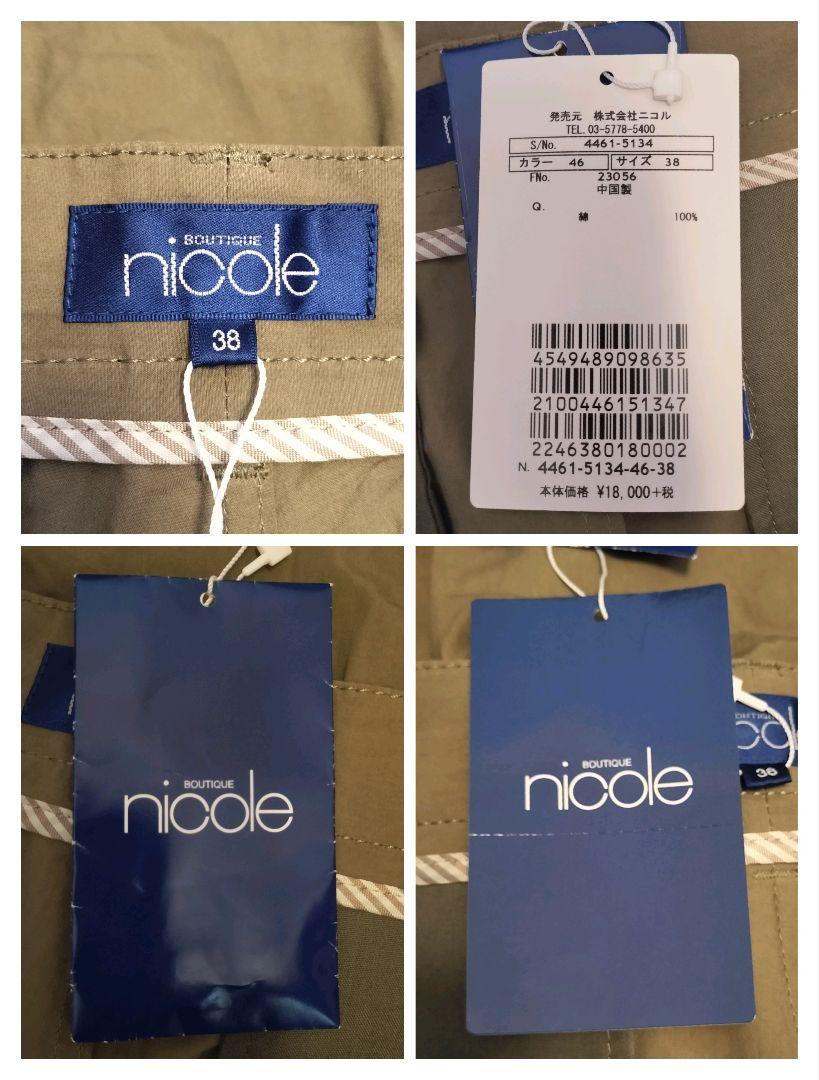 BOUTIQUE
nicole
38
発売元 株式会社ニコル
TEL. 03-5778-5400
S/No. 4461-5134
カラー 46 サイズ 38
FNo. 23056
中国製
Q.
綿 100%
4549489098635
2100446151347
2246380180002
N. 4461-5134-46-38
本体価格 ¥18,000+税
BOUTIQUE
nicole
BOUTIQUE
nicole
38